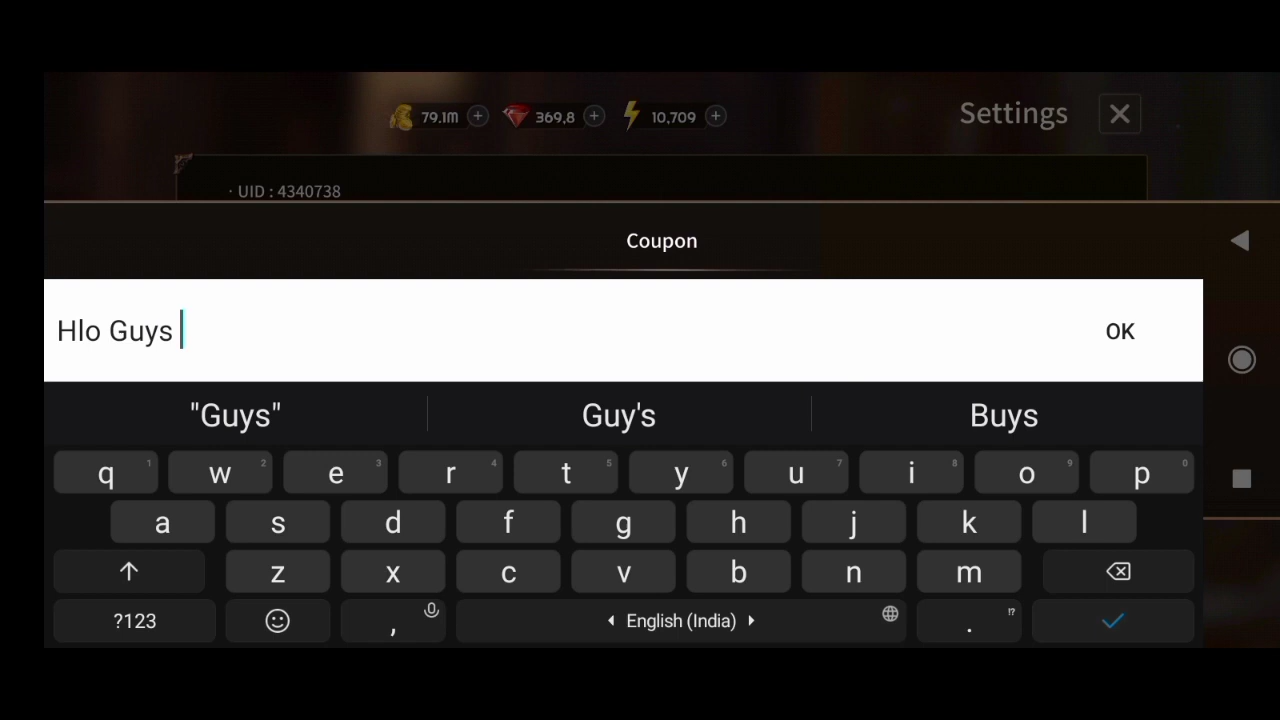 79.1M + 369,8 + 10,709 +
Settings
· UID : 4340738
Coupon
Hlo Guys
OK
"Guys" Guy's Buys
q 1 w 2 e 3 r 4 t 5 y 6 u 7 i 8 o 9 p 0
a s d f g h j k l
z x c v b n m
?123 , English (India) . !?